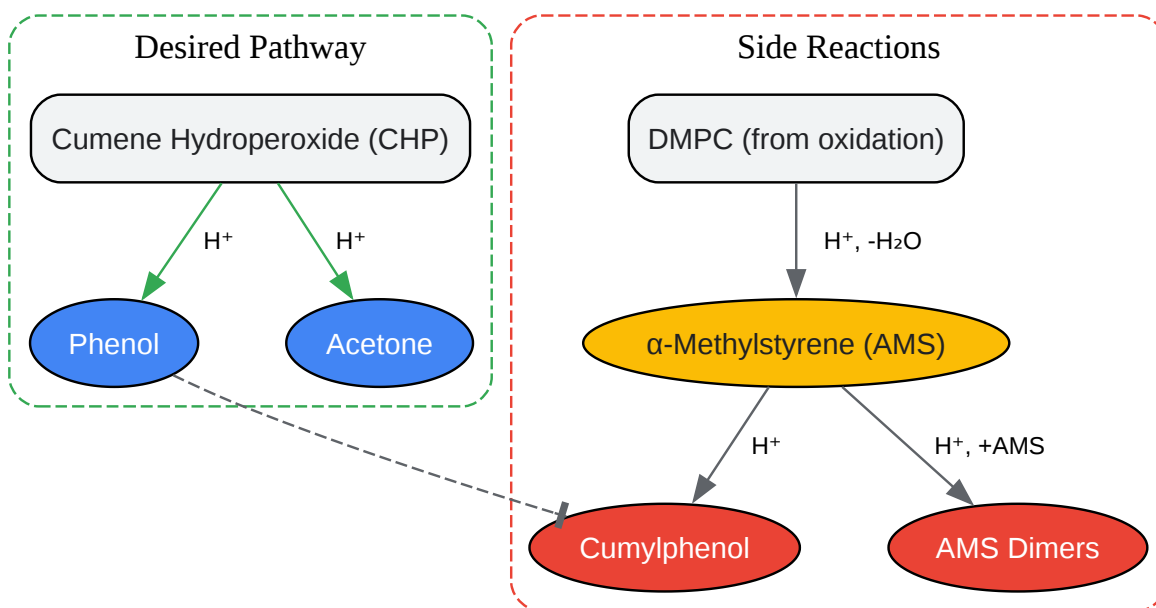 Desired Pathway
Side Reactions
Cumene Hydroperoxide (CHP)
DMPC (from oxidation)
H⁺
H⁺
H⁺, -H₂O
Phenol
Acetone
α-Methylstyrene (AMS)
H⁺
H⁺, +AMS
Cumylphenol
AMS Dimers